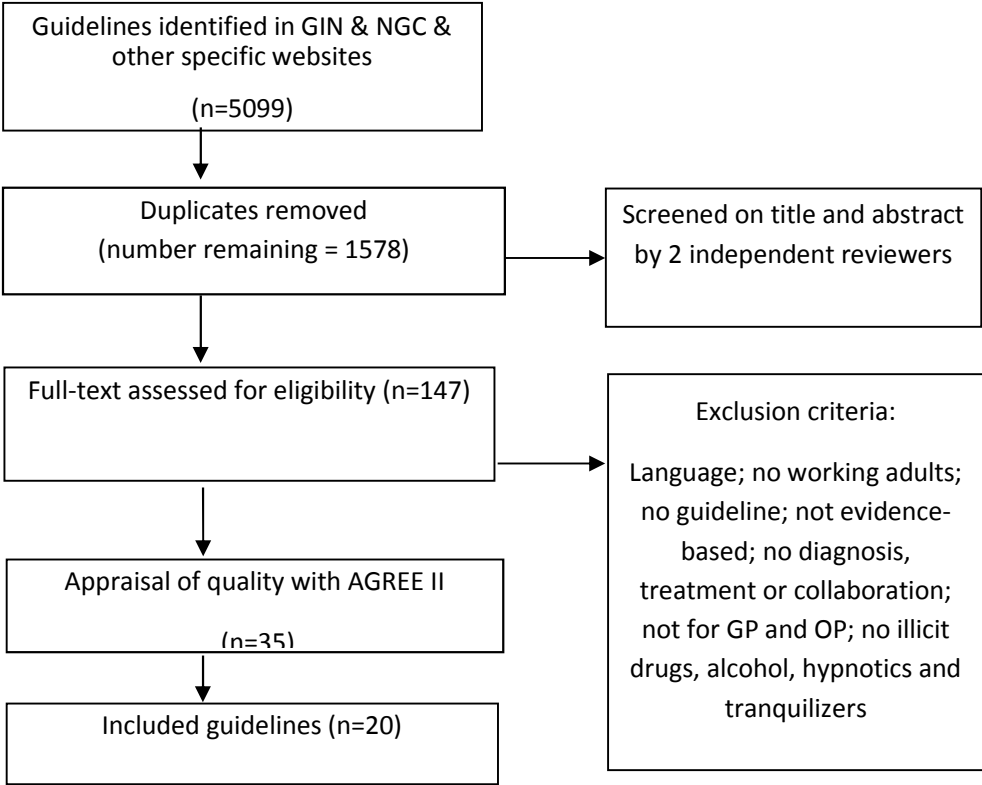 Guidelines identified in GIN & NGC &
other specific websites
(n=5099)
Duplicates removed
(number remaining = 1578)
Screened on title and abstract
by 2 independent reviewers
Full-text assessed for eligibility (n=147)
Exclusion criteria:
Language; no working adults;
no guideline; not evidence-
based; no diagnosis,
treatment or collaboration;
not for GP and OP; no illicit
drugs, alcohol, hypnotics and
tranquilizers
Appraisal of quality with AGREE II
(n=35)
Included guidelines (n=20)